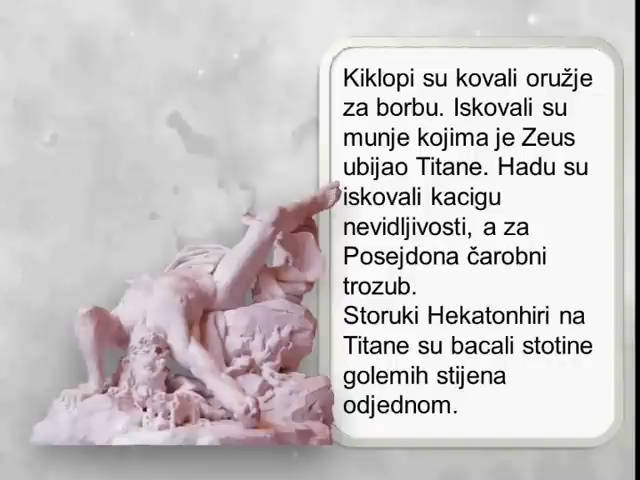 Kiklopi su kovali oružje
za borbu. Iskovali su
munje kojima je Zeus
ubijao Titane. Hadu su
iskovali kacigu
nevidljivosti, a za
Posejdona čarobni
trozub.
Storuki Hekatonhiri na
Titane su bacali stotine
golemih stijena
odjednom.